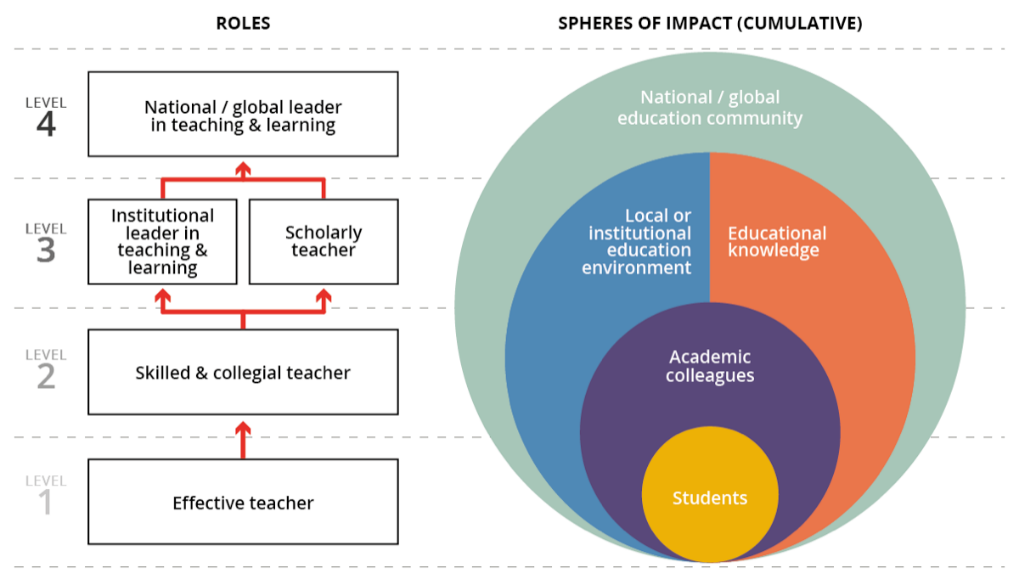 ROLES
SPHERES OF IMPACT (CUMULATIVE)
LEVEL
4
National / global leader
in teaching & learning
National / global
education community
LEVEL
3
Institutional
leader in
teaching &
learning
Scholarly
teacher
Local or
institutional
education
environment
Educational
knowledge
LEVEL
2
Skilled & collegial teacher
Academic
colleagues
LEVEL
1
Effective teacher
Students